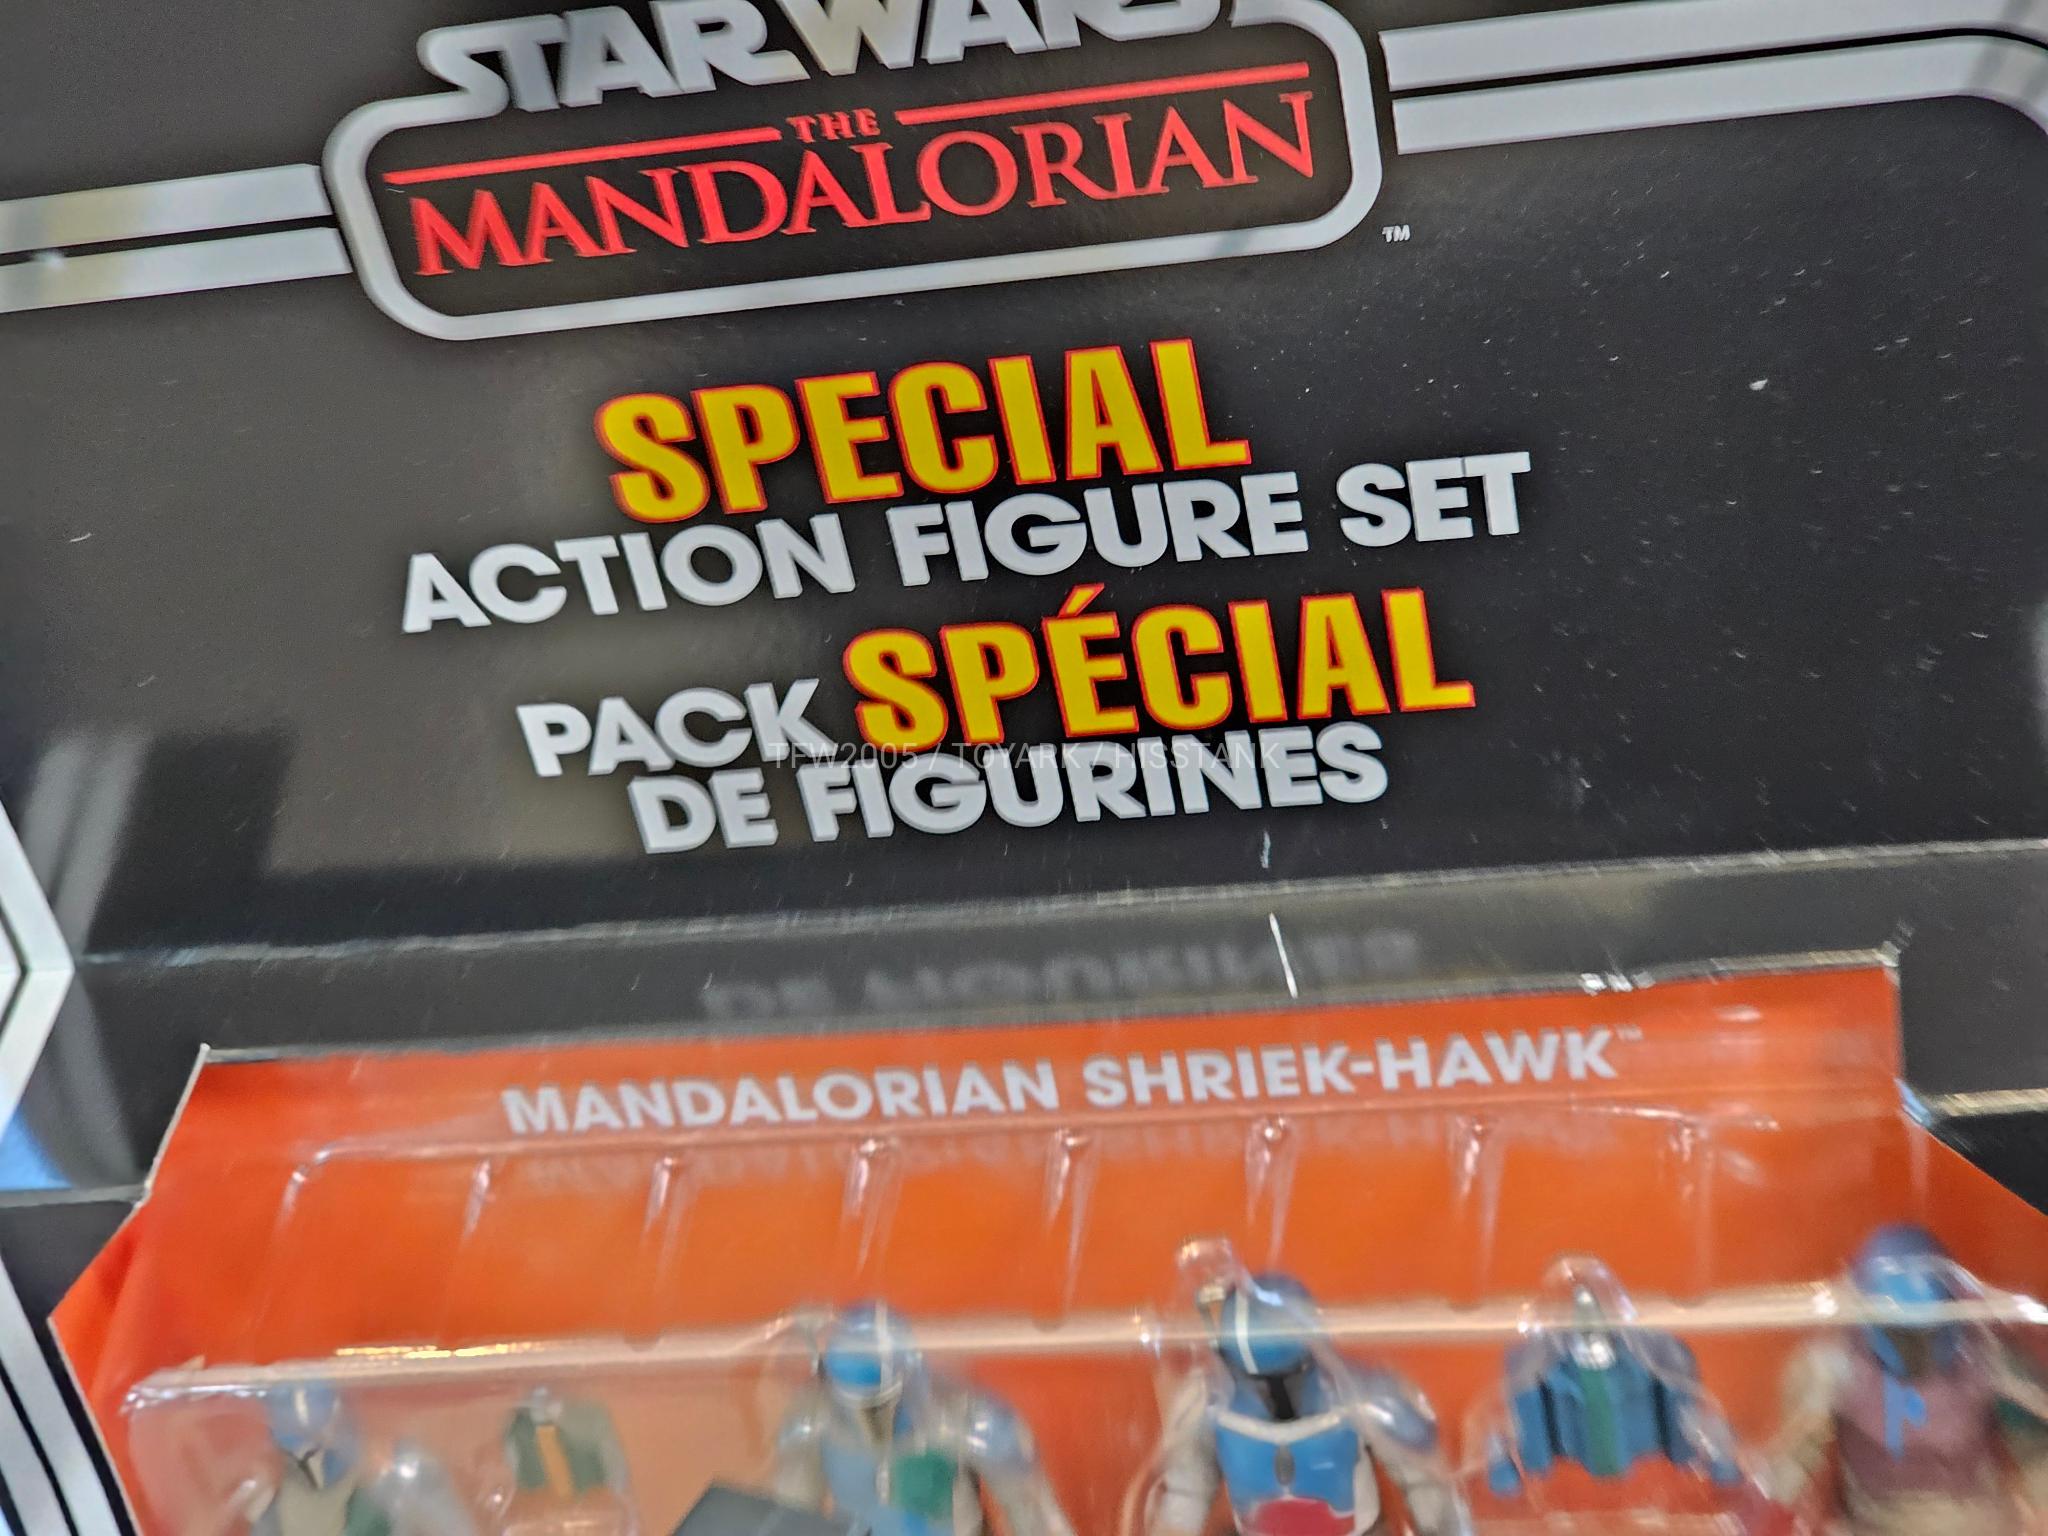 STAR WARS
THE
MANDALORIAN
TM
SPECIAL
ACTION FIGURE SET
PACK SPÉCIAL
DE FIGURINES
TFW2005 / TOYARK / HISSTANK
MANDALORIAN SHRIEK-HAWK™